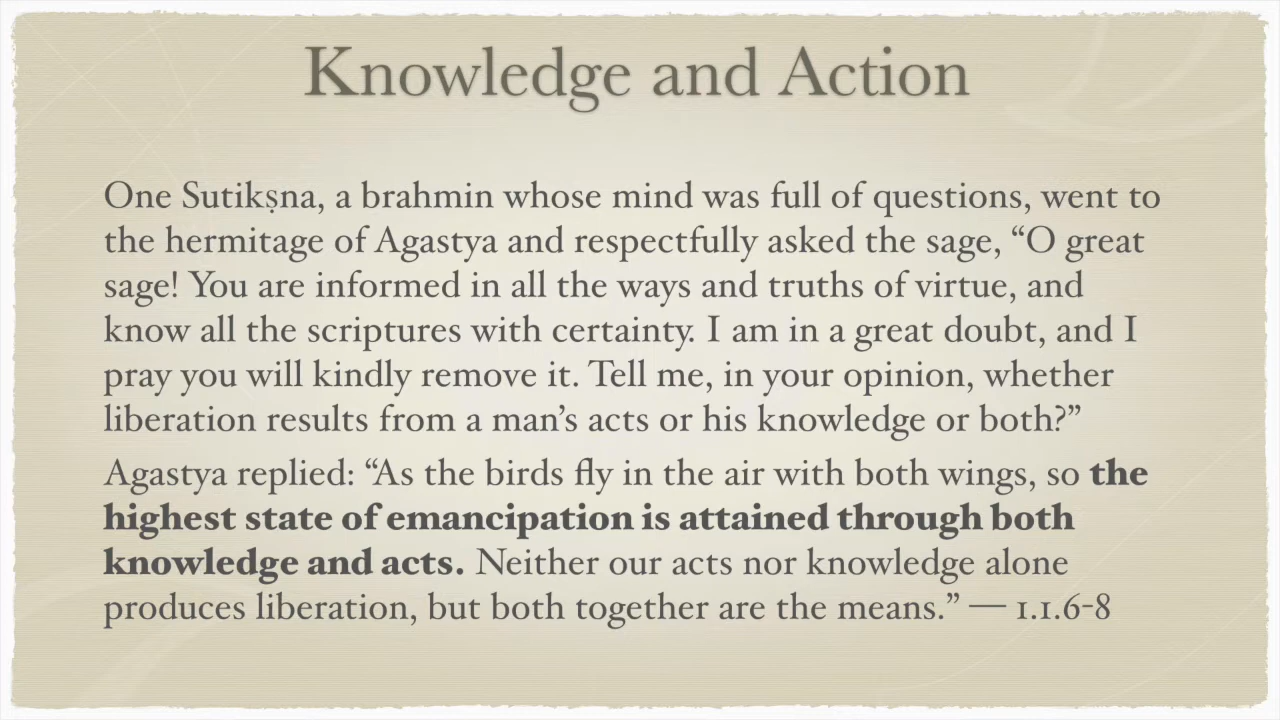 Knowledge and Action
One Sutikṣna, a brahmin whose mind was full of questions, went to
the hermitage of Agastya and respectfully asked the sage, “O great
sage! You are informed in all the ways and truths of virtue, and
know all the scriptures with certainty. I am in a great doubt, and I
pray you will kindly remove it. Tell me, in your opinion, whether
liberation results from a man’s acts or his knowledge or both?”
Agastya replied: “As the birds fly in the air with both wings, so the
highest state of emancipation is attained through both
knowledge and acts. Neither our acts nor knowledge alone
produces liberation, but both together are the means.” — 1.1.6-8